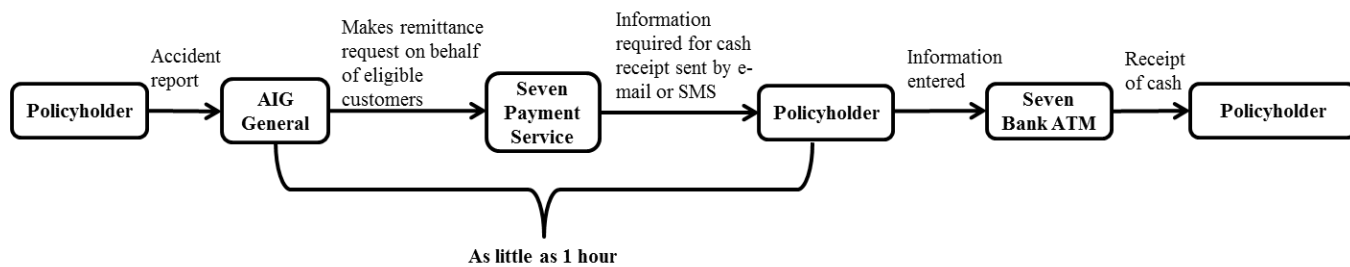 Accident
report
Makes remittance
request on behalf
of eligible
customers
Information
required for cash
receipt sent by e-
mail or SMS
Information
entered
Receipt
of cash
Policyholder
AIG
General
Seven
Payment
Service
Policyholder
Seven
Bank ATM
Policyholder
As little as 1 hour